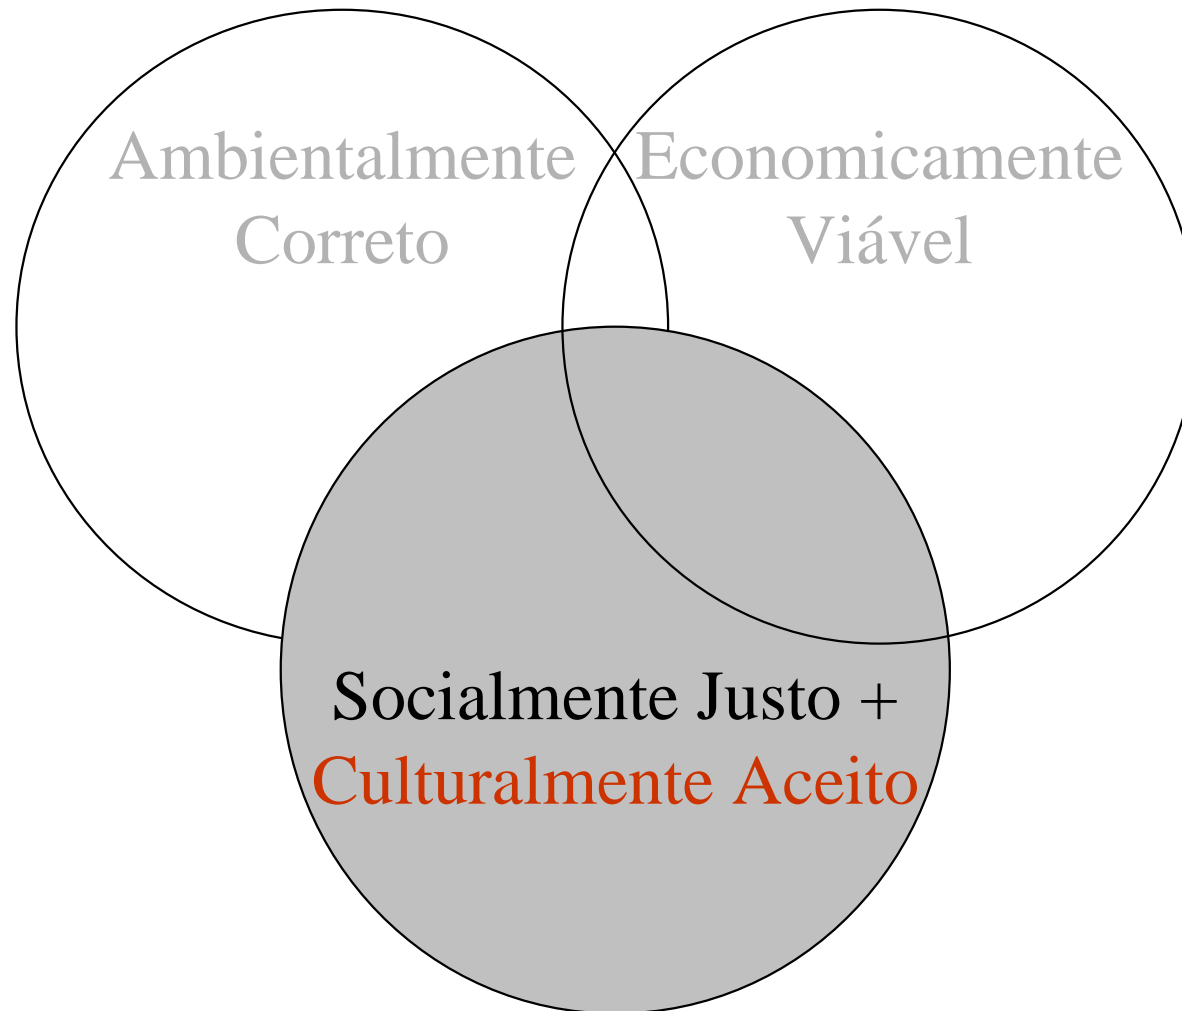 Ambientalmente
Correto
Economicamente
Viável
Socialmente Justo +
Culturalmente Aceito